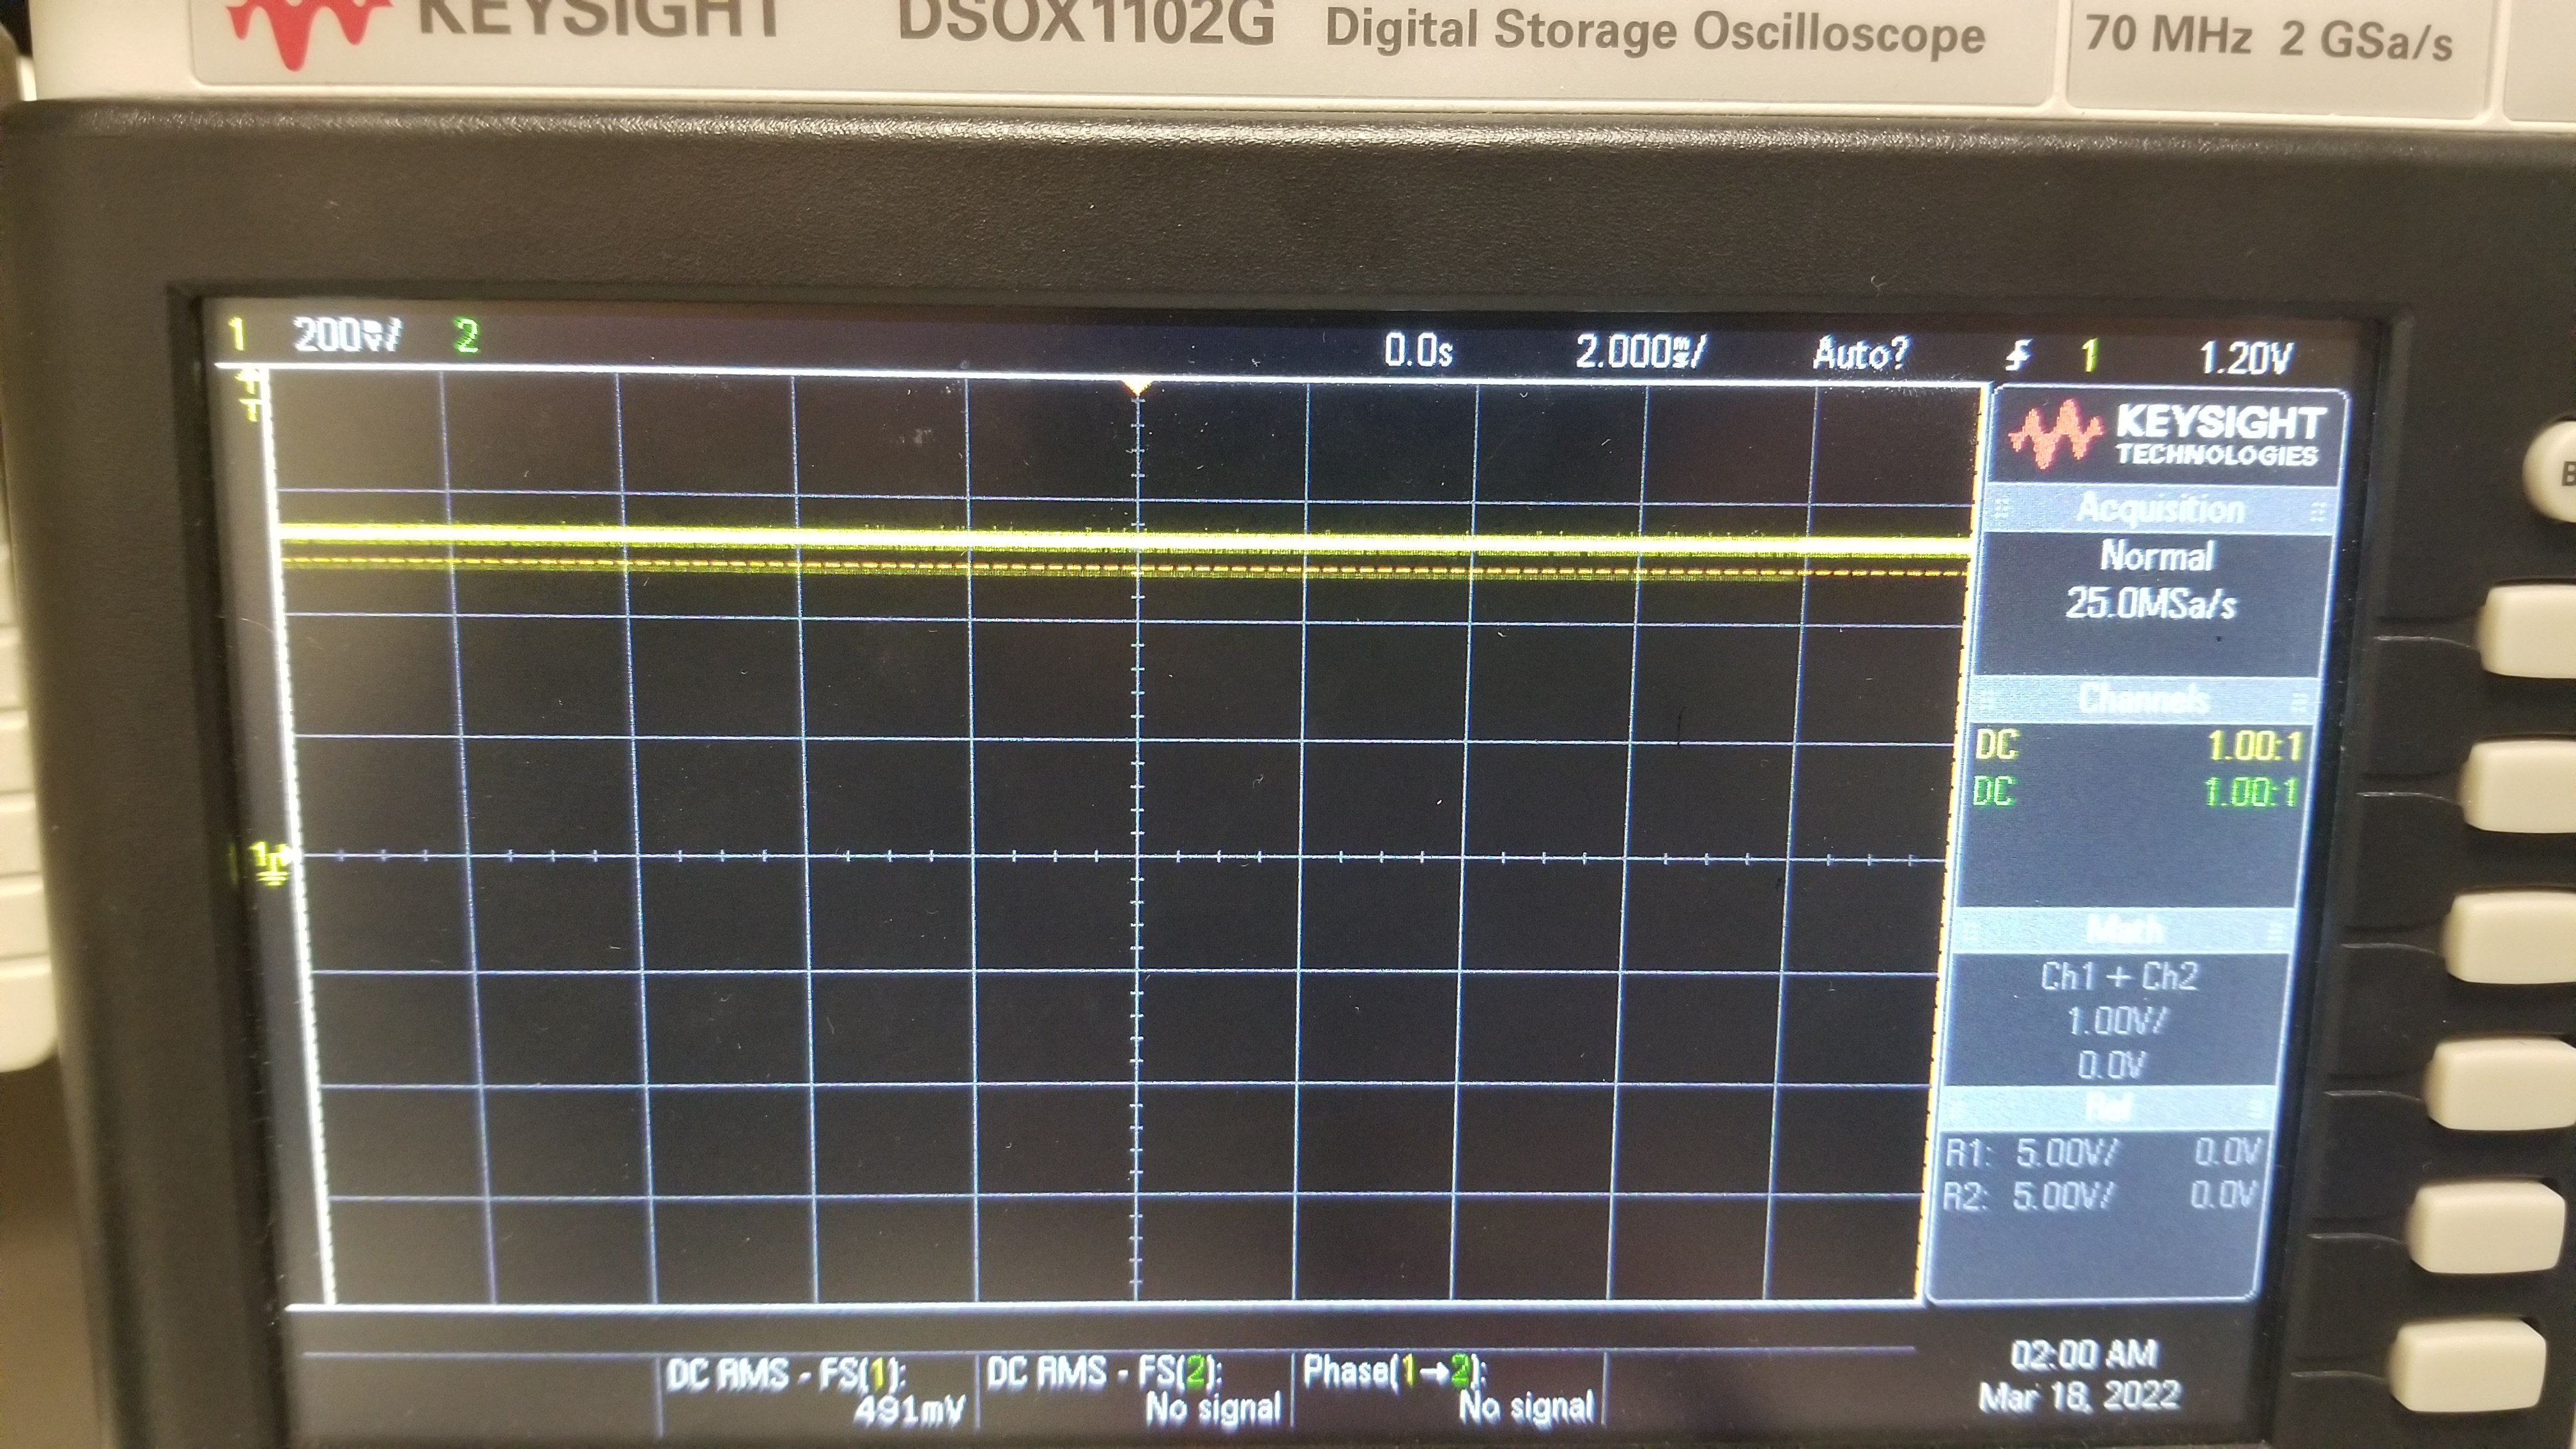 KEYSIGHT DSOX1102G Digital Storage Oscilloscope 70 MHz 2 GSa/s
1 200mV/ 2 0.0s 2.000ms/ Auto? 1 1.20V
T
KEYSIGHT
TECHNOLOGIES
Acquisition
Normal
25.0MSa/s
Channels
DC 1.00:1
DC 1.00:1
1
Math
Ch1 + Ch2
1.00V/
0.0V
Ref
R1: 5.00V/ 0.0V
R2: 5.00V/ 0.0V
DC RMS - FS(1): DC RMS - FS(2): Phase(1→2):
491mV No signal No signal
02:00 AM
Mar 18, 2022
B